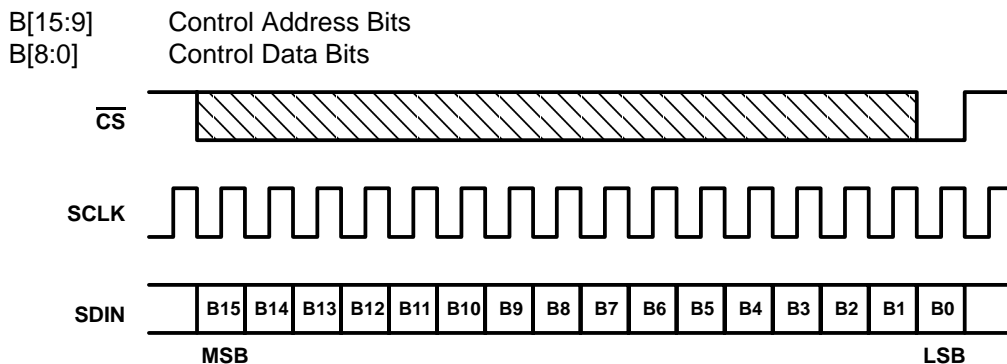 B[15:9] Control Address Bits
B[8:0] Control Data Bits
CS
SCLK
SDIN B15 B14 B13 B12 B11 B10 B9 B8 B7 B6 B5 B4 B3 B2 B1 B0
MSB LSB